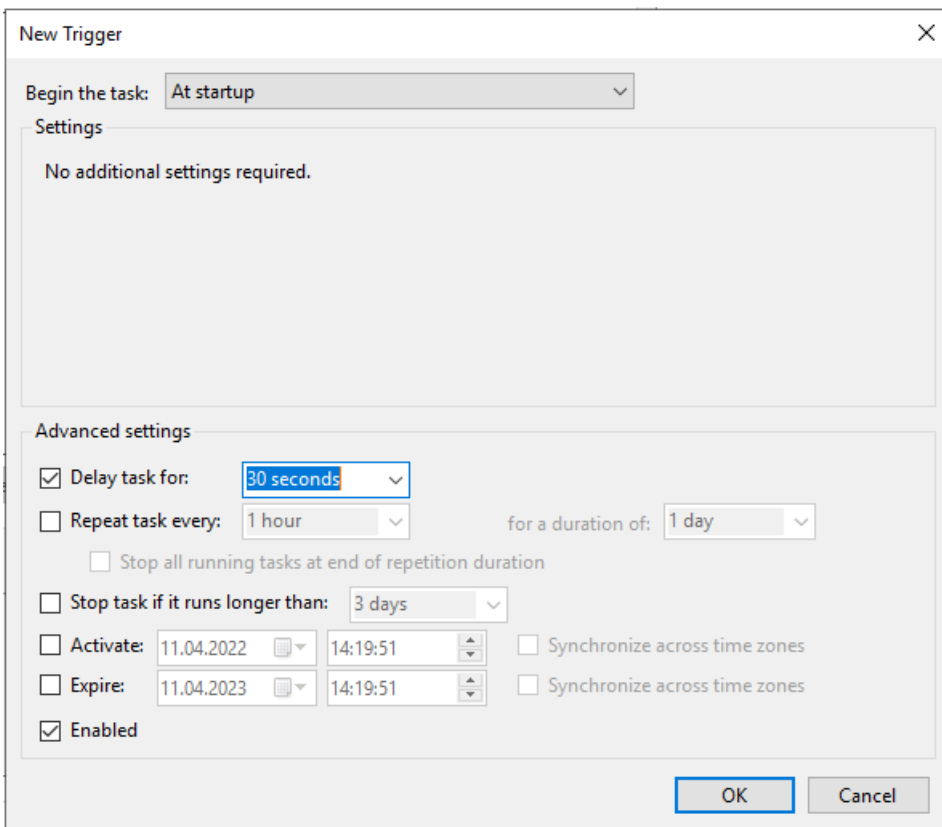 New Trigger
Begin the task: At startup
Settings
No additional settings required.
Advanced settings
Delay task for: 30 seconds
Repeat task every: 1 hour for a duration of: 1 day
Stop all running tasks at end of repetition duration
Stop task if it runs longer than: 3 days
Activate: 11.04.2022 14:19:51 Synchronize across time zones
Expire: 11.04.2023 14:19:51 Synchronize across time zones
Enabled
OK Cancel